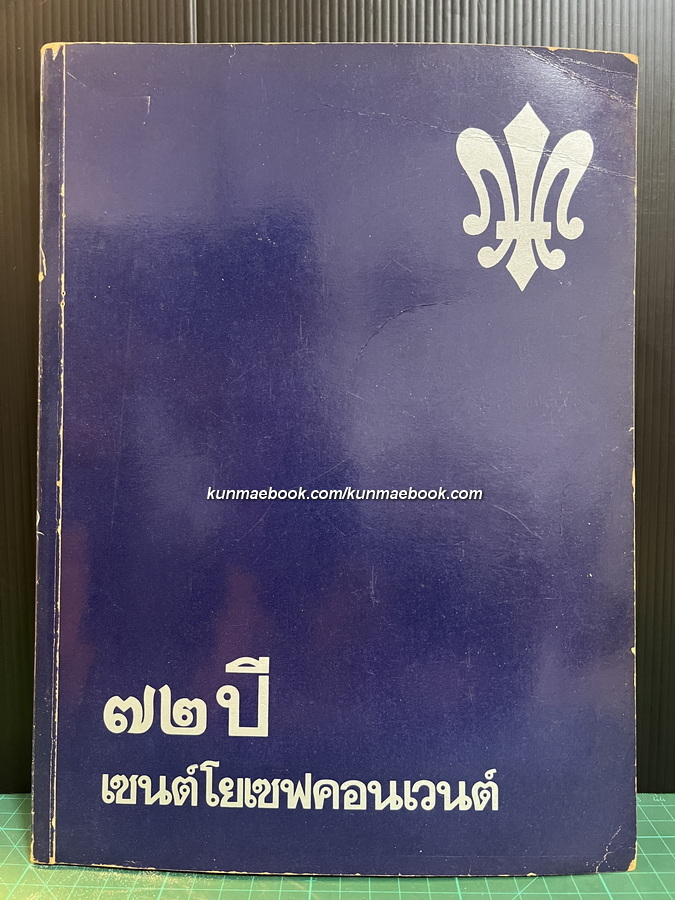 kunmaebook.com/kunmaebook.com
๗๒ ปี
เซนต์โยเซฟคอนเวนต์